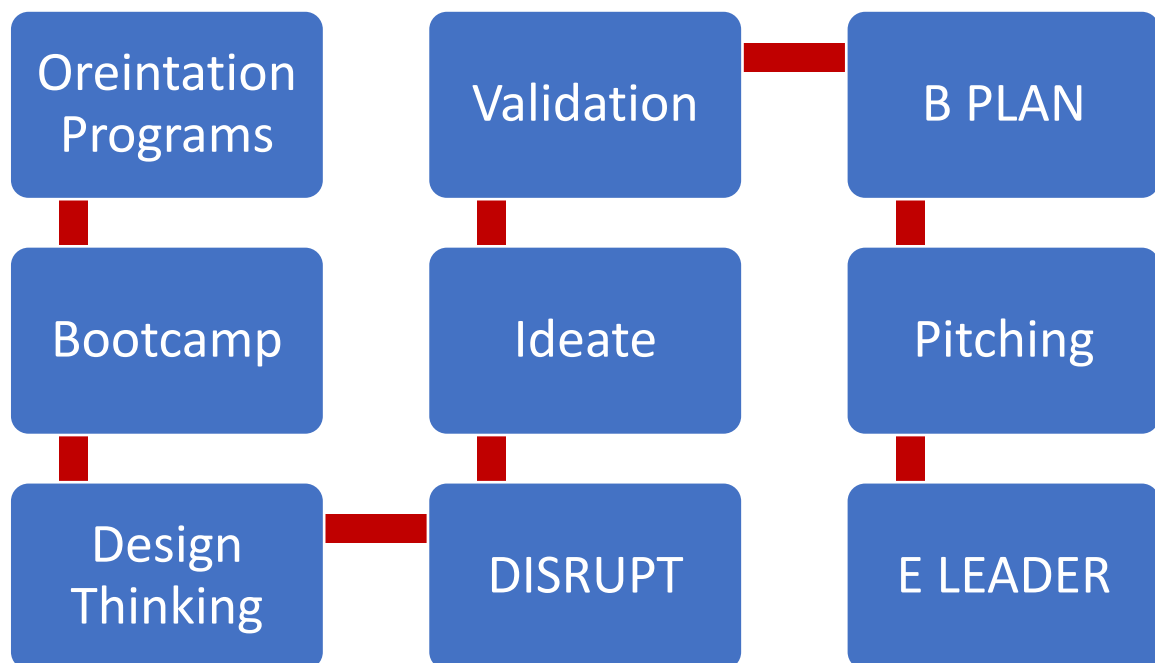 Oreintation
Programs
Bootcamp
Design
Thinking
DISRUPT
Ideate
Validation
B PLAN
Pitching
E LEADER